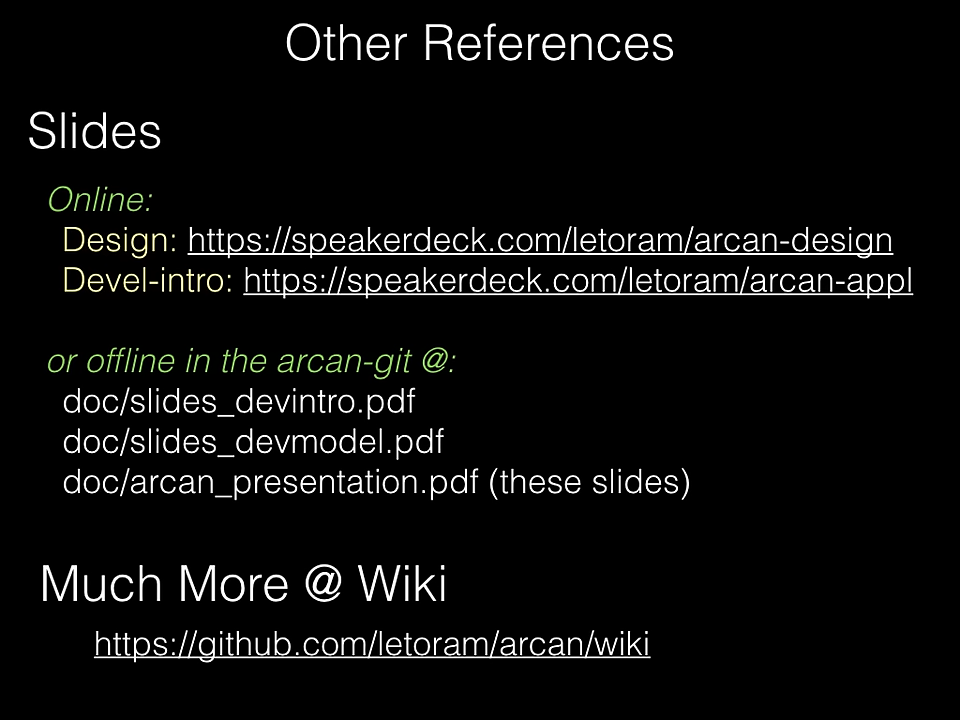 Other References
Slides
Online:
Design: https://speakerdeck.com/letoram/arcan-design
Devel-intro: https://speakerdeck.com/letoram/arcan-appl
or offline in the arcan-git @:
doc/slides_devintro.pdf
doc/slides_devmodel.pdf
doc/arcan_presentation.pdf (these slides)
Much More @ Wiki
https://github.com/letoram/arcan/wiki